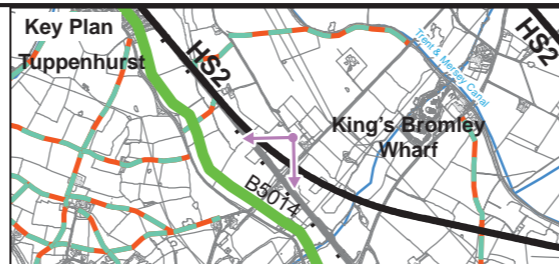 Key Plan
Tuppenhurst
HS2
Trent & Mersey Canal
HS2
King's Bromley
Wharf
B5014